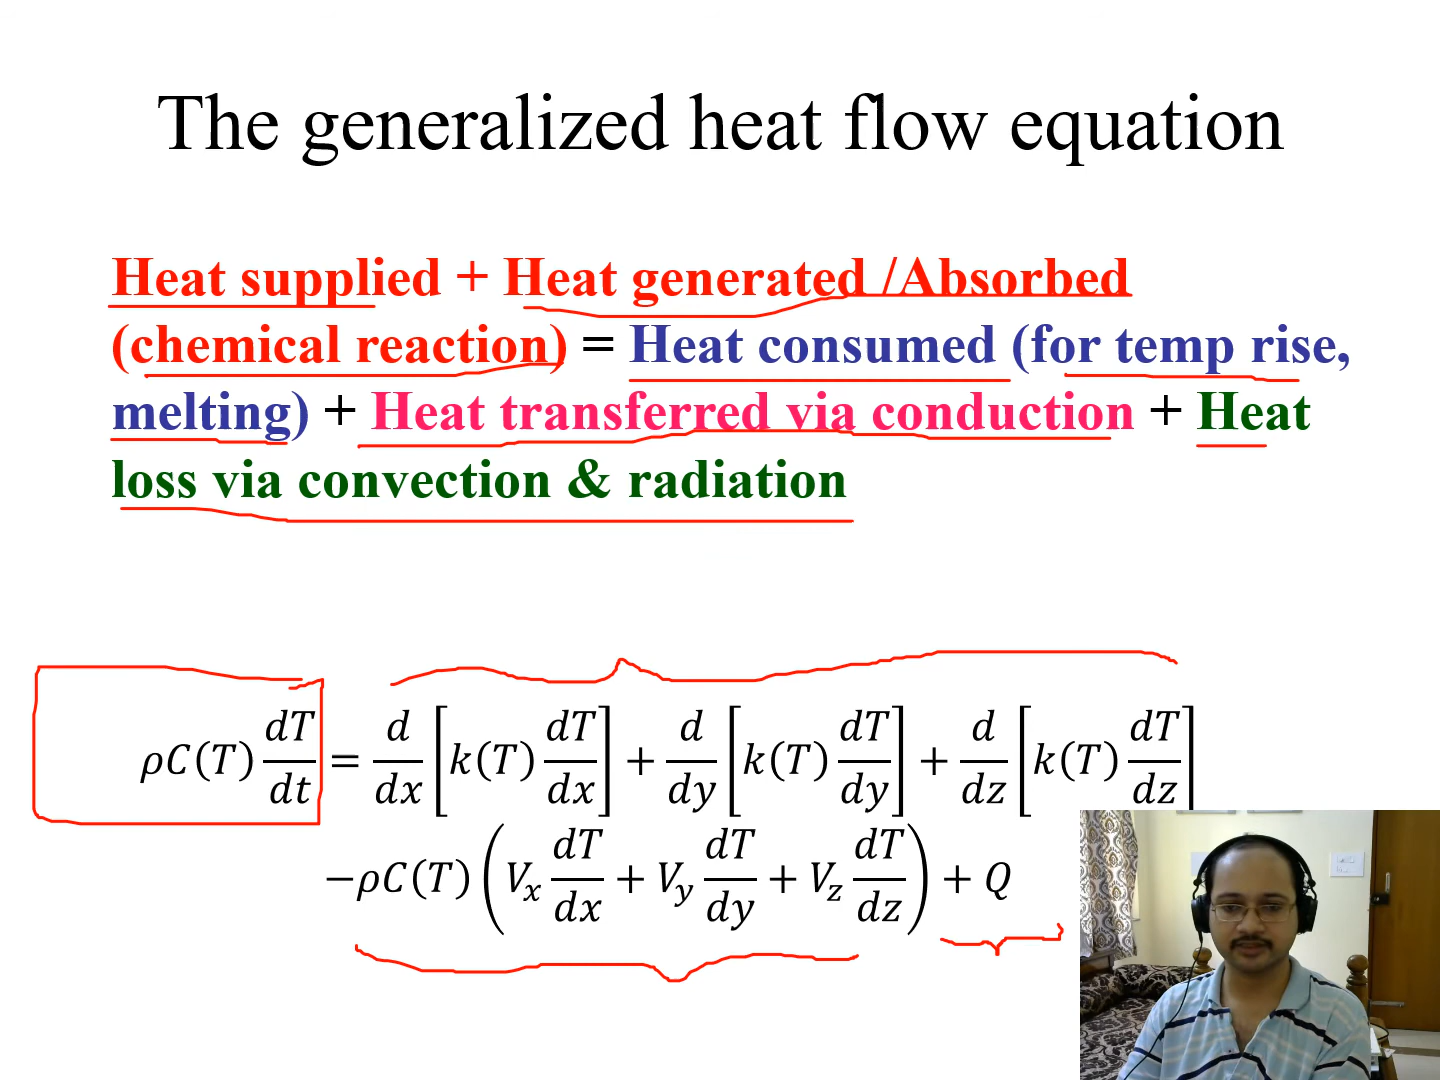 The generalized heat flow equation
Heat supplied + Heat generated /Absorbed
(chemical reaction) = Heat consumed (for temp rise,
melting) + Heat transferred via conduction + Heat
loss via convection & radiation
ρC(T) dT/dt = d/dx [k(T) dT/dx] + d/dy [k(T) dT/dy] + d/dz [k(T) dT/dz]
−ρC(T) (Vx dT/dx + Vy dT/dy + Vz dT/dz) + Q